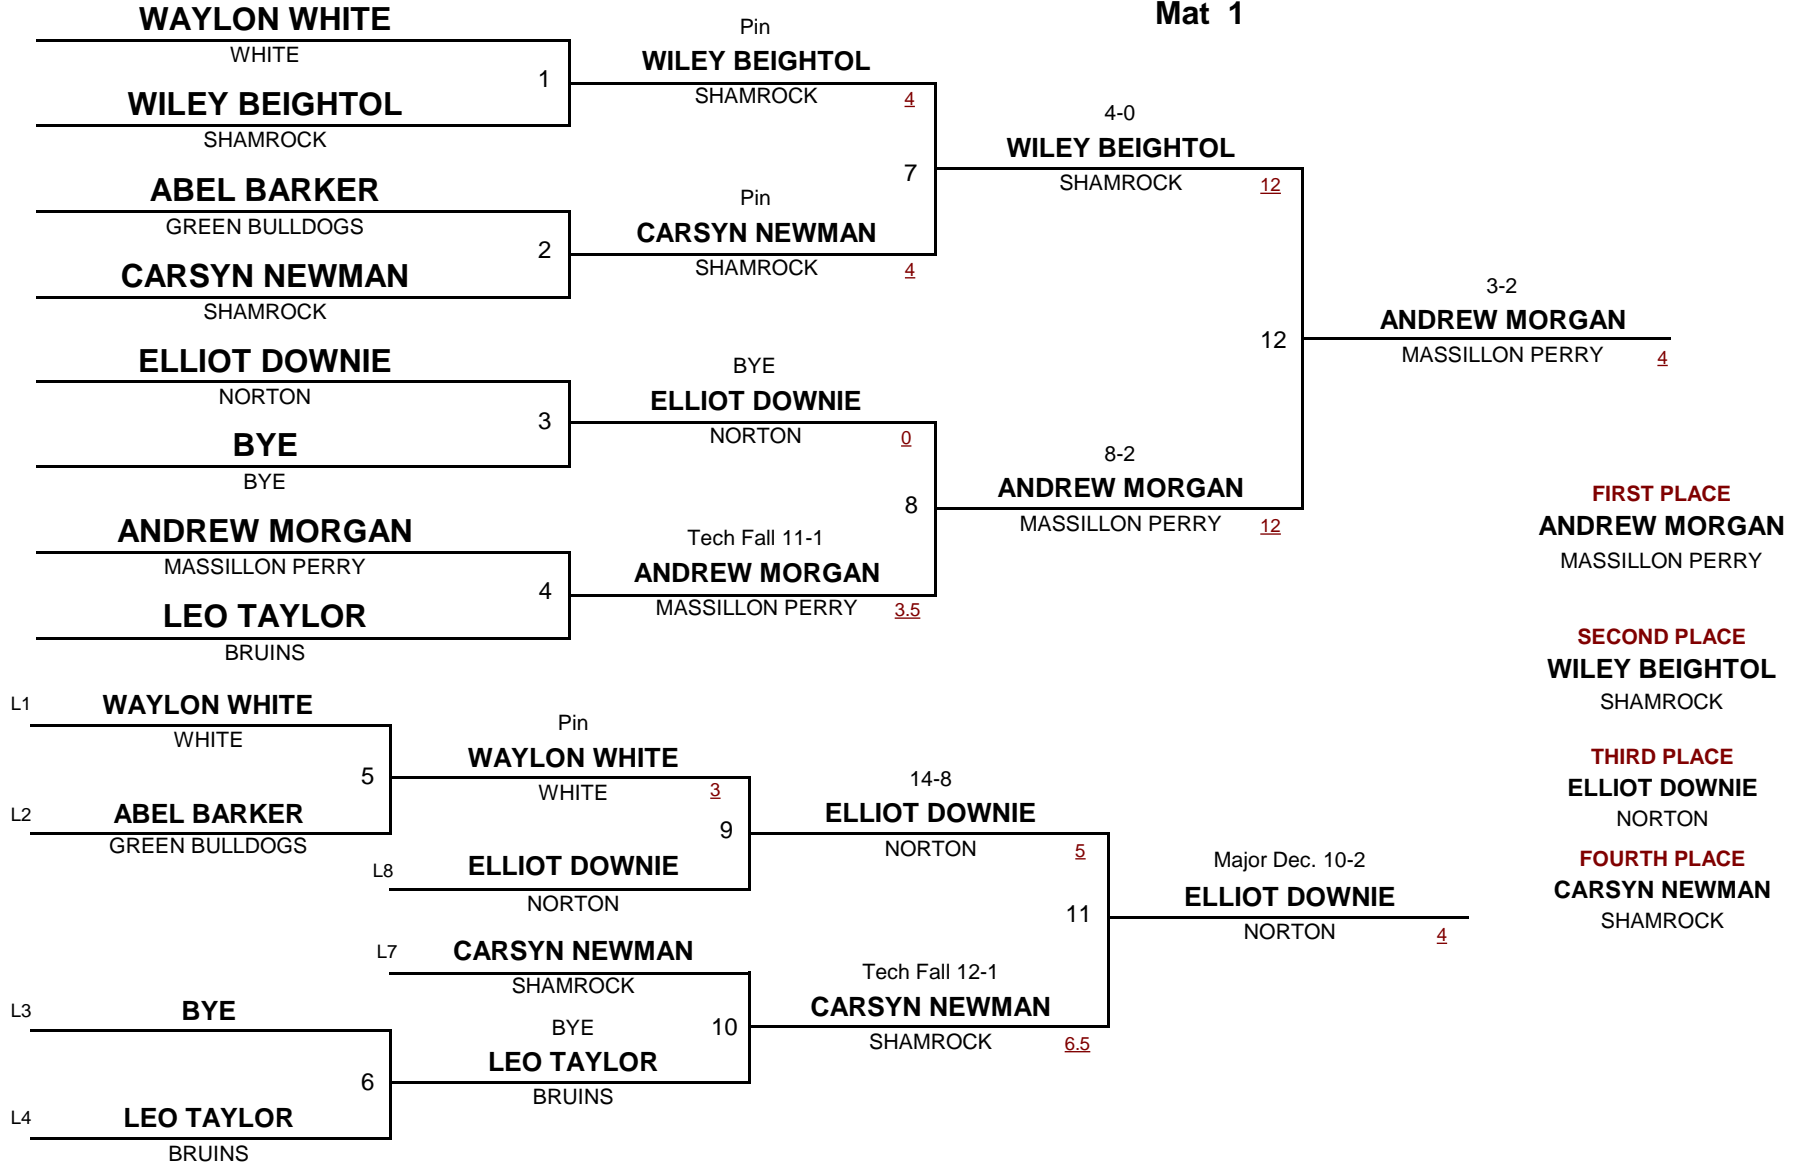 Mat 1
WAYLON WHITE
WHITE
1
WILEY BEIGHTOL
SHAMROCK
ABEL BARKER
GREEN BULLDOGS
2
CARSYN NEWMAN
SHAMROCK
ELLIOT DOWNIE
NORTON
3
BYE
BYE
ANDREW MORGAN
MASSILLON PERRY
4
LEO TAYLOR
BRUINS
Pin
WILEY BEIGHTOL
SHAMROCK 4
7
Pin
CARSYN NEWMAN
SHAMROCK 4
BYE
ELLIOT DOWNIE
NORTON 0
8
Tech Fall 11-1
ANDREW MORGAN
MASSILLON PERRY 3.5
4-0
WILEY BEIGHTOL
SHAMROCK 12
12
8-2
ANDREW MORGAN
MASSILLON PERRY 12
3-2
ANDREW MORGAN
MASSILLON PERRY 4
L1 WAYLON WHITE
WHITE
5
L2 ABEL BARKER
GREEN BULLDOGS
L3 BYE
6
L4 LEO TAYLOR
BRUINS
Pin
WAYLON WHITE
WHITE 3
9
L8 ELLIOT DOWNIE
NORTON
L7 CARSYN NEWMAN
SHAMROCK
10
BYE
LEO TAYLOR
BRUINS
14-8
ELLIOT DOWNIE
NORTON 5
11
Tech Fall 12-1
CARSYN NEWMAN
SHAMROCK 6.5
Major Dec. 10-2
ELLIOT DOWNIE
NORTON 4
FIRST PLACE
ANDREW MORGAN
MASSILLON PERRY
SECOND PLACE
WILEY BEIGHTOL
SHAMROCK
THIRD PLACE
ELLIOT DOWNIE
NORTON
FOURTH PLACE
CARSYN NEWMAN
SHAMROCK